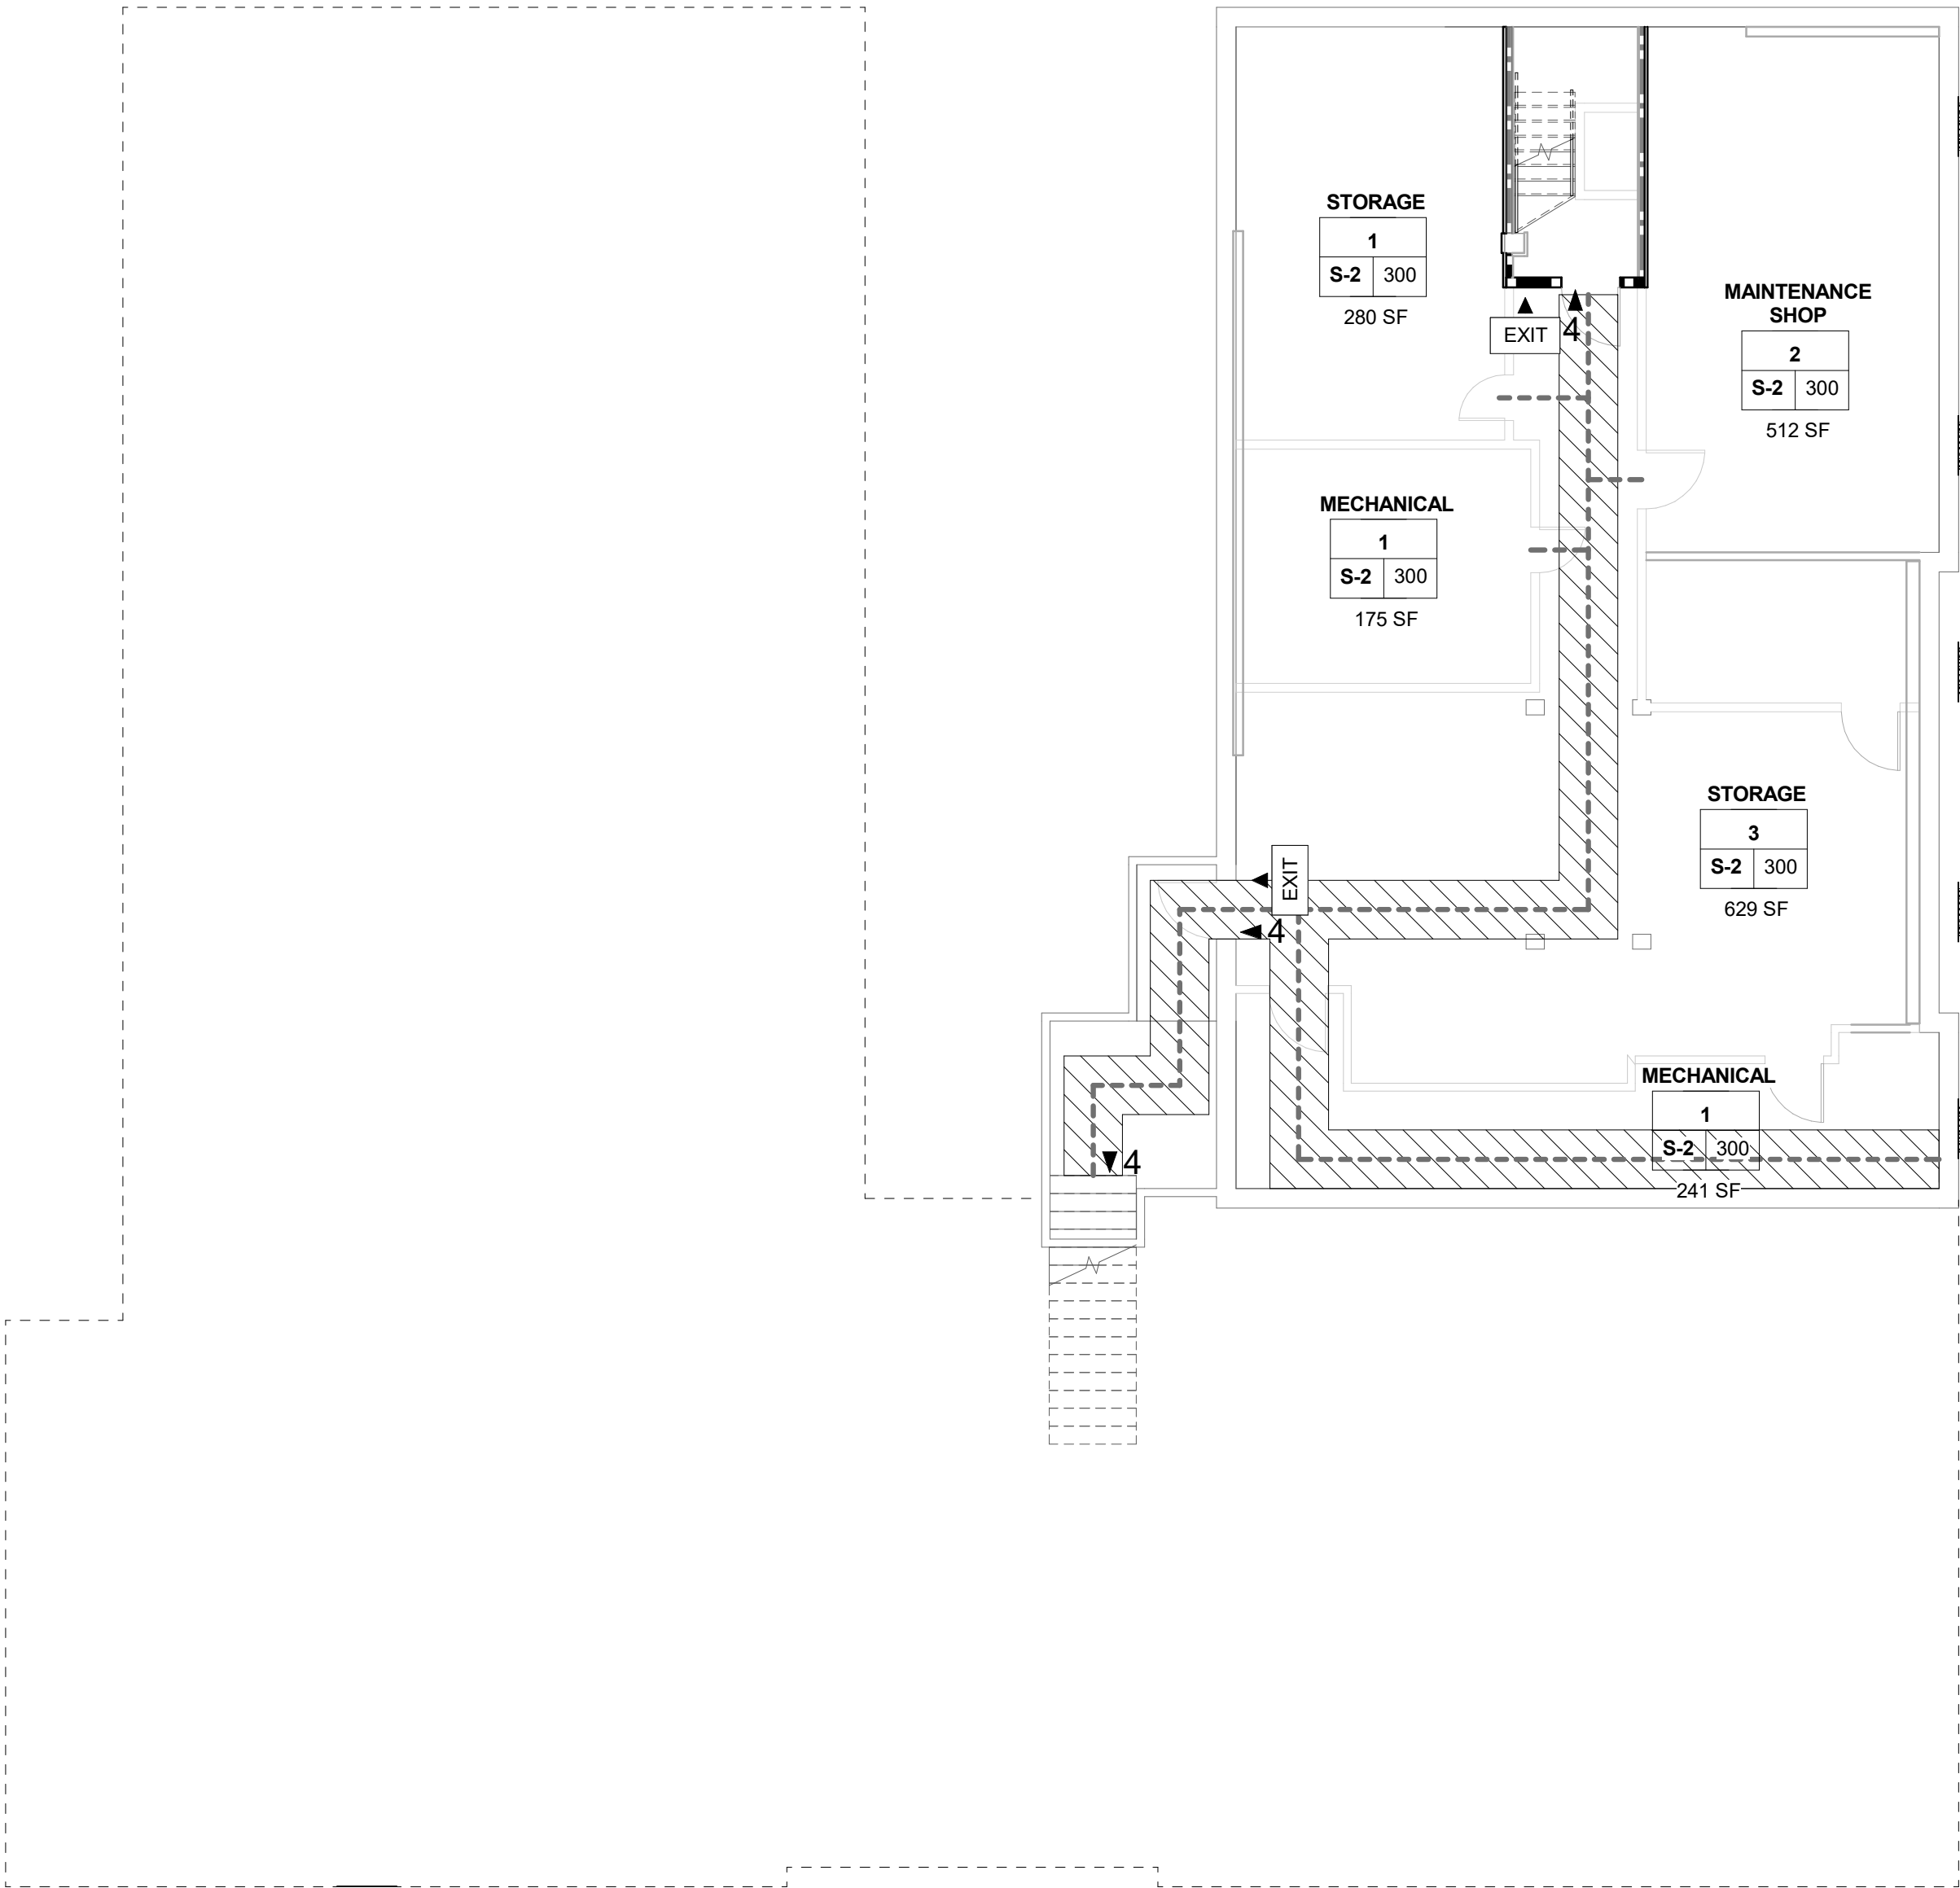 STORAGE
1
S-2 300
280 SF
MAINTENANCE
SHOP
2
S-2 300
512 SF
EXIT
4
MECHANICAL
1
S-2 300
175 SF
STORAGE
3
S-2 300
629 SF
EXIT
4
MECHANICAL
1
S-2 300
241 SF
4